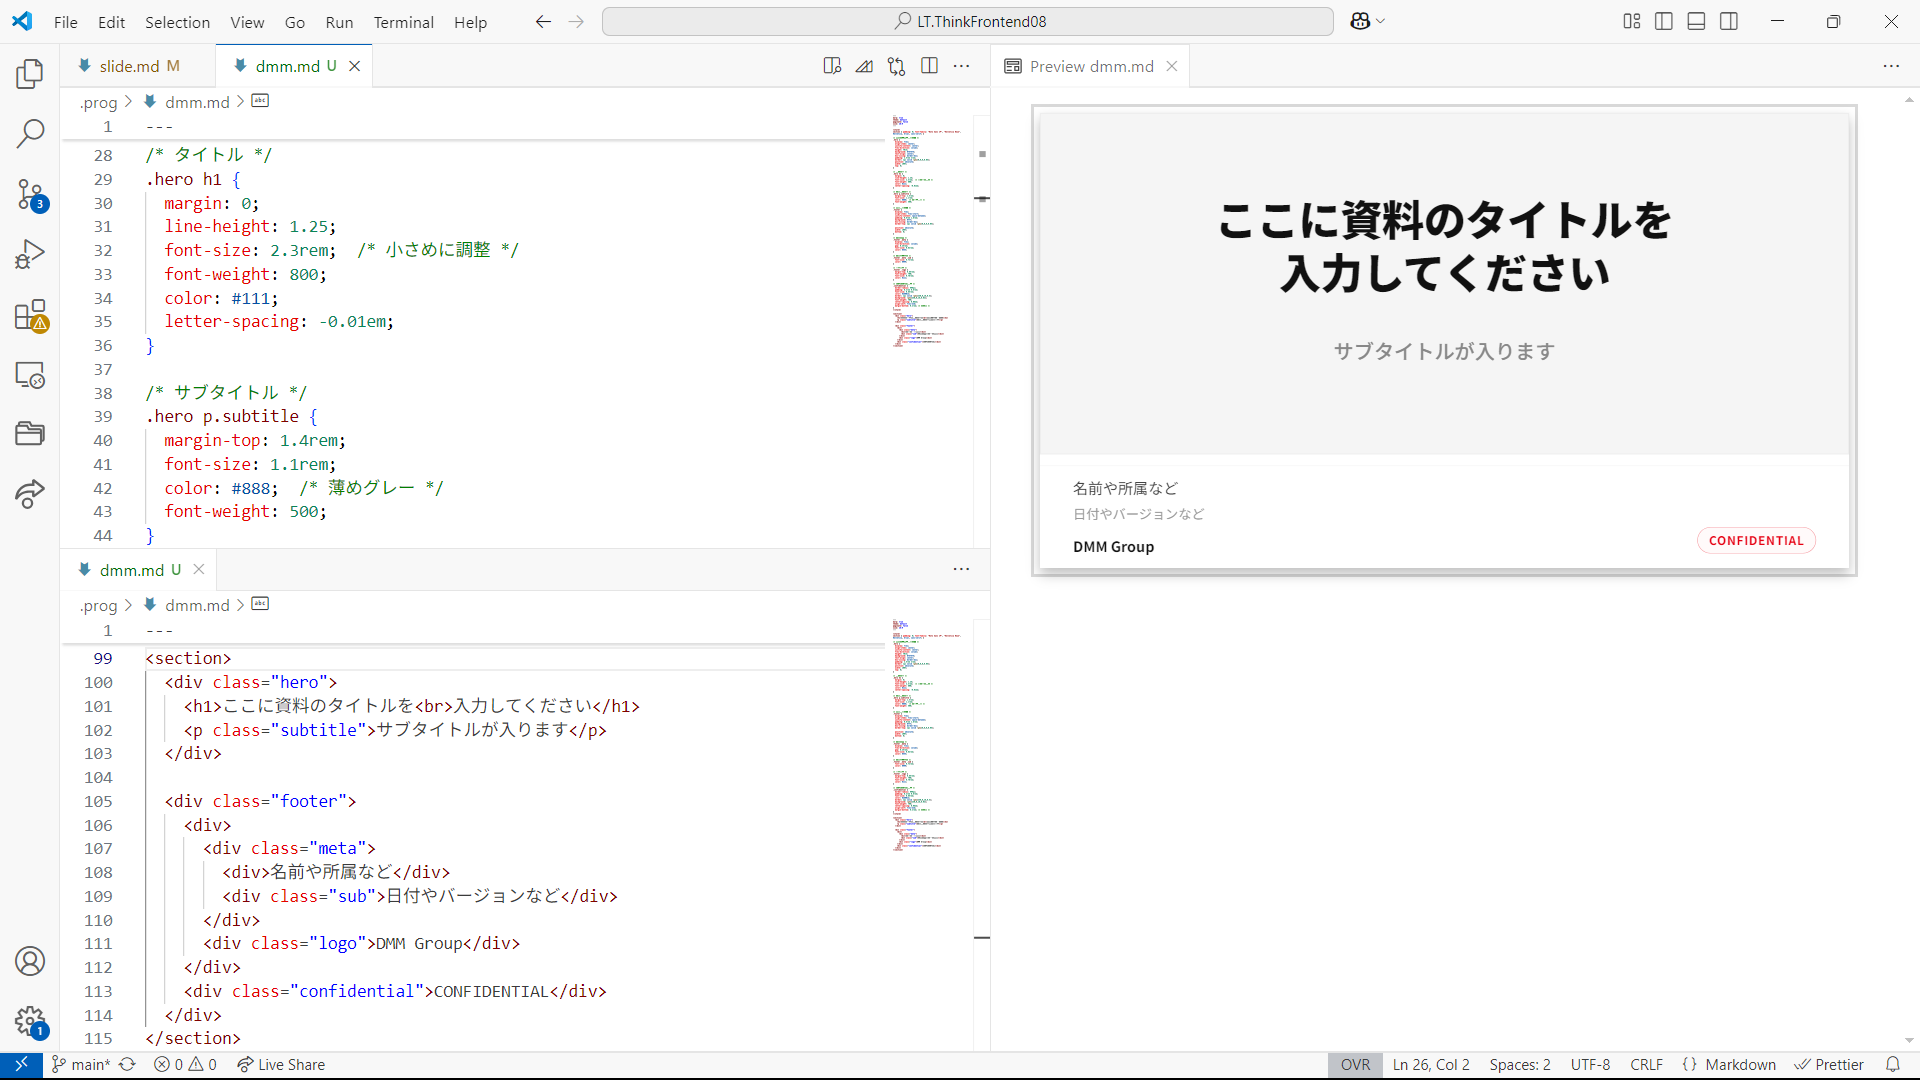 File Edit Selection View Go Run Terminal Help
LT.ThinkFrontend08
slide.md M
dmm.md U
.prog > dmm.md >
1 ---
28 /* タイトル */
29 .hero h1 {
30 margin: 0;
31 line-height: 1.25;
32 font-size: 2.3rem; /* 小さめに調整 */
33 font-weight: 800;
34 color: #111;
35 letter-spacing: -0.01em;
36 }
37
38 /* サブタイトル */
39 .hero p.subtitle {
40 margin-top: 1.4rem;
41 font-size: 1.1rem;
42 color: #888; /* 薄めグレー */
43 font-weight: 500;
44 }
dmm.md U
.prog > dmm.md >
1 ---
99 <section>
100 <div class="hero">
101 <h1>ここに資料のタイトルを<br>入力してください</h1>
102 <p class="subtitle">サブタイトルが入ります</p>
103 </div>
104
105 <div class="footer">
106 <div>
107 <div class="meta">
108 <div>名前や所属など</div>
109 <div class="sub">日付やバージョンなど</div>
110 </div>
111 <div class="logo">DMM Group</div>
112 </div>
113 <div class="confidential">CONFIDENTIAL</div>
114 </div>
115 </section>
Preview dmm.md
ここに資料のタイトルを
入力してください
サブタイトルが入ります
名前や所属など
日付やバージョンなど
DMM Group
CONFIDENTIAL
3
1
main* 0 0 Live Share
OVR Ln 26, Col 2 Spaces: 2 UTF-8 CRLF {} Markdown Prettier